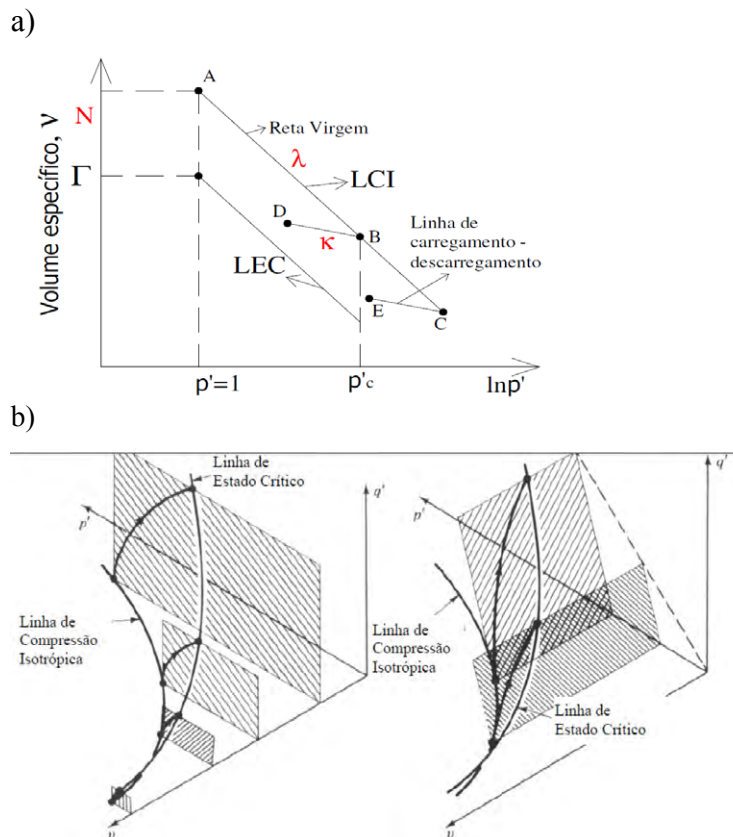 a)
Volume específico, ν
N
Γ
A
Reta Virgem
λ
LCI
D
κ
B
Linha de
carregamento -
descarregamento
LEC
E
C
p'=1
p'c
lnp'
b)
Linha de
Estado Crítico
p'
q'
Linha de
Compressão
Isotrópica
v
p'
q'
Linha de
Compressão
Isotrópica
Linha de
Estado Crítico
v